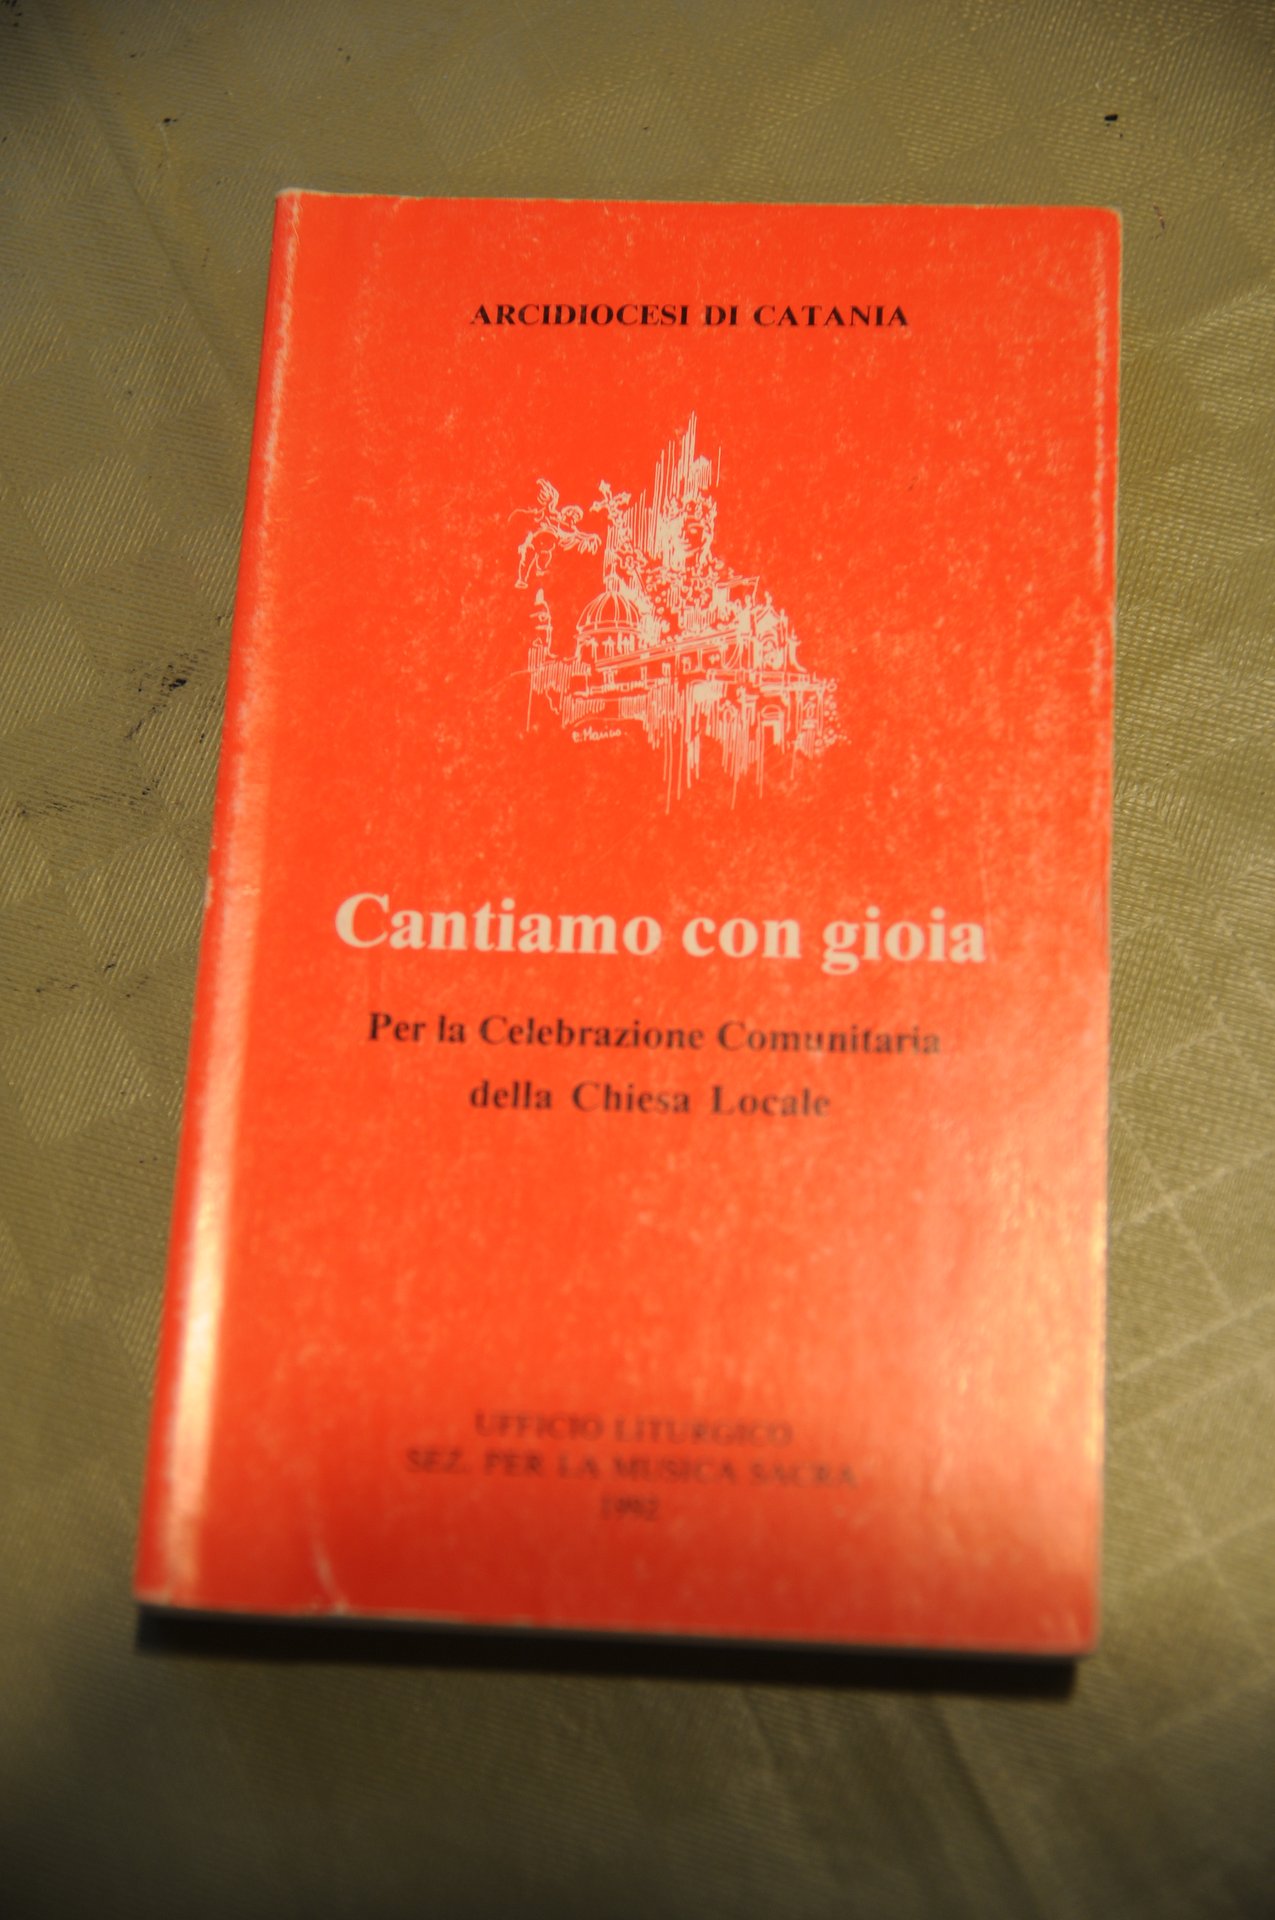 ARCIDIOCESI DI CATANIA
Cantiamo con gioia
Per la Celebrazione Comunitaria
della Chiesa Locale
UFFICIO LITURGICO
SEZ. PER LA MUSICA SACRA
1992